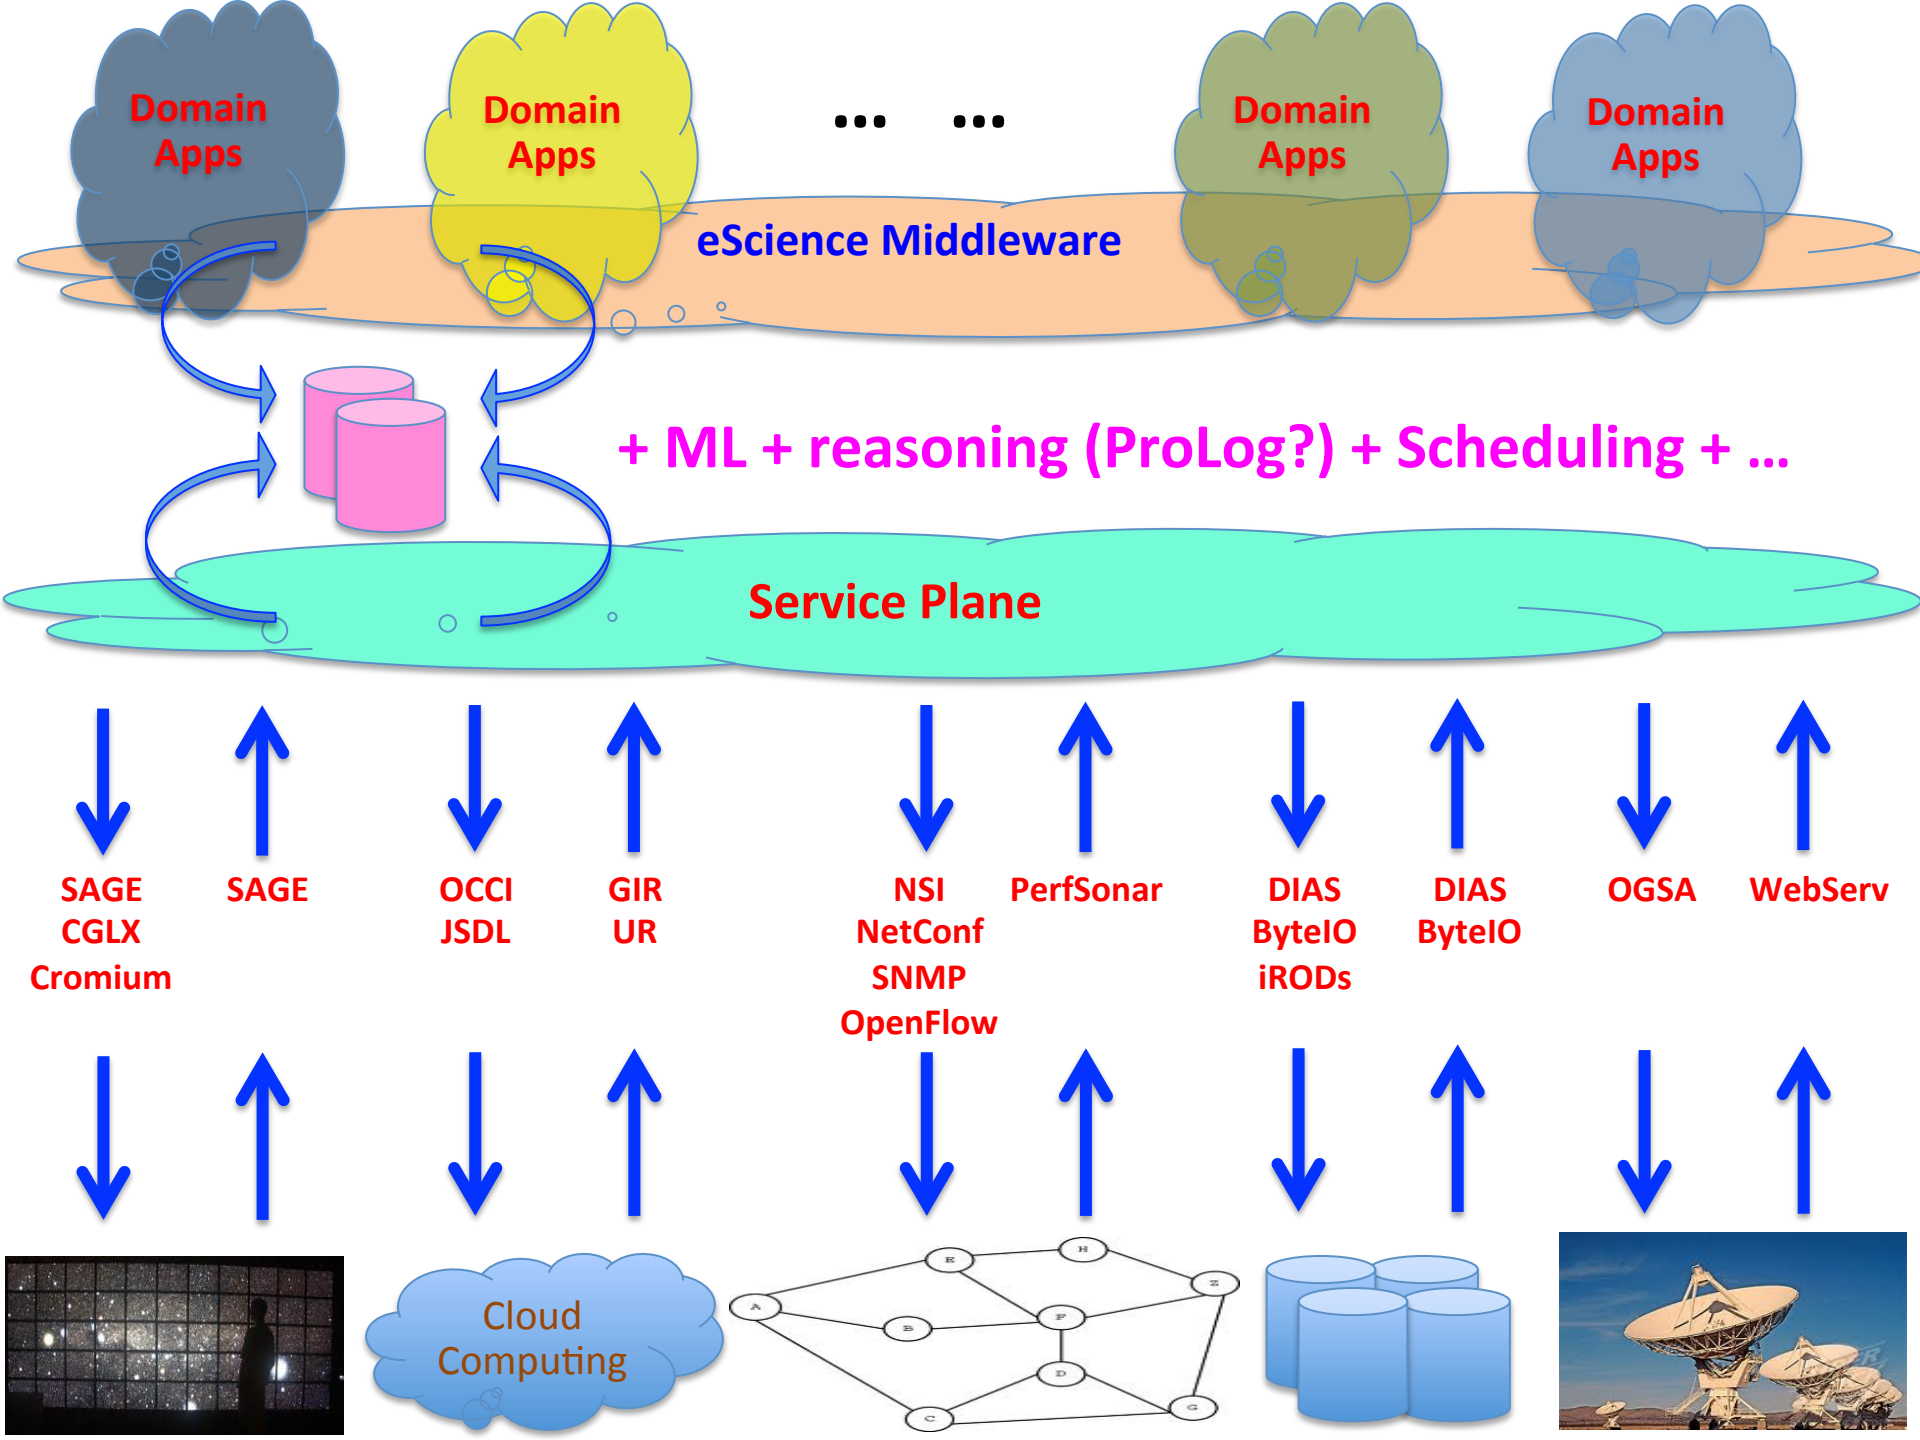 Domain
Apps
Domain
Apps
... ...
Domain
Apps
Domain
Apps
eScience Middleware
+ ML + reasoning (ProLog?) + Scheduling + ...
Service Plane
SAGE
CGLX
Cromium
SAGE
OCCI
JSDL
GIR
UR
NSI
NetConf
SNMP
OpenFlow
PerfSonar
DIAS
ByteIO
iRODs
DIAS
ByteIO
OGSA
WebServ
Cloud
Computing
A
E
H
Z
B
F
D
C
G